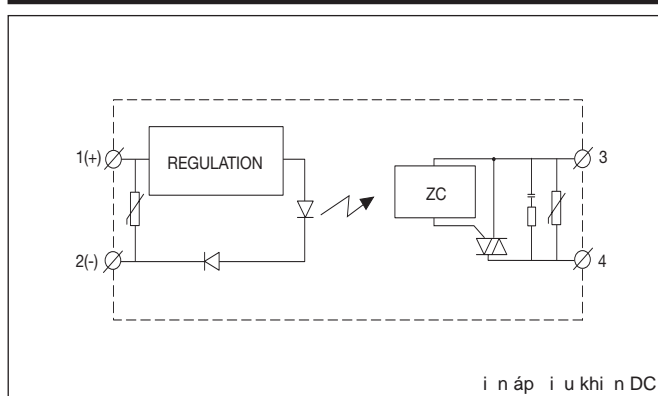 1(+)
REGULATION
ZC
3
2(-)
4
i n áp i u khi n DC